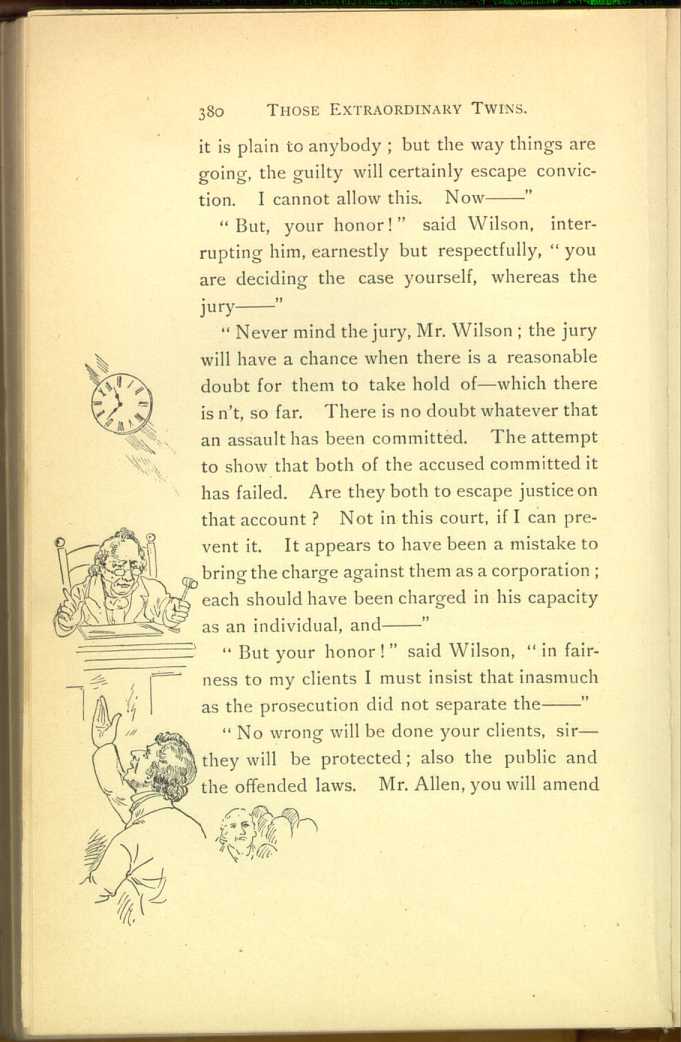 380 THOSE EXTRAORDINARY TWINS.
it is plain to anybody ; but the way things are
going, the guilty will certainly escape convic-
tion. I cannot allow this. Now——”
“ But, your honor! ” said Wilson, inter-
rupting him, earnestly but respectfully, “ you
are deciding the case yourself, whereas the
jury——”
“ Never mind the jury, Mr. Wilson ; the jury
will have a chance when there is a reasonable
doubt for them to take hold of—which there
is n't, so far. There is no doubt whatever that
an assault has been committed. The attempt
to show that both of the accused committed it
has failed. Are they both to escape justice on
that account ? Not in this court, if I can pre-
vent it. It appears to have been a mistake to
bring the charge against them as a corporation ;
each should have been charged in his capacity
as an individual, and——”
“ But your honor ! ” said Wilson, “ in fair-
ness to my clients I must insist that inasmuch
as the prosecution did not separate the——”
“ No wrong will be done your clients, sir—
they will be protected ; also the public and
the offended laws. Mr. Allen, you will amend